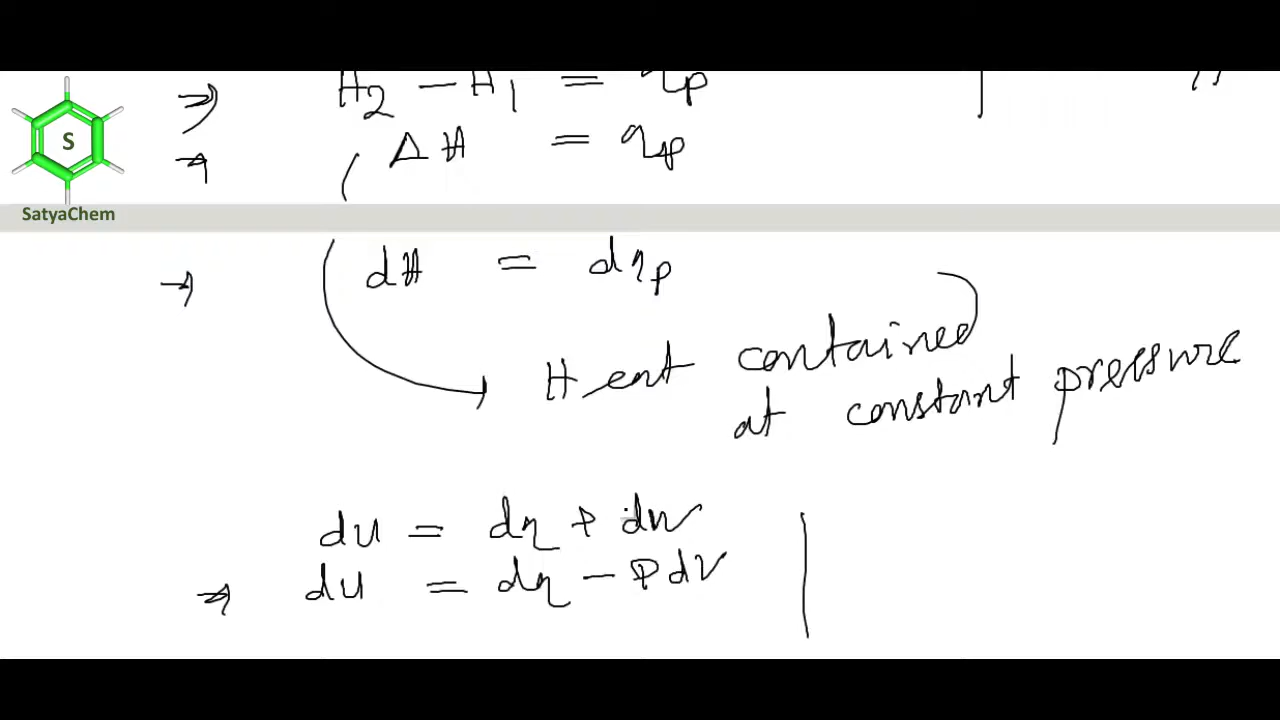 ⇒ H2 - H1 = qp
⇒ ΔH = qp
S
SatyaChem
⇒ dH = dqp
Heat contained
at constant pressure
du = dq + dw
⇒ du = dq - PdV